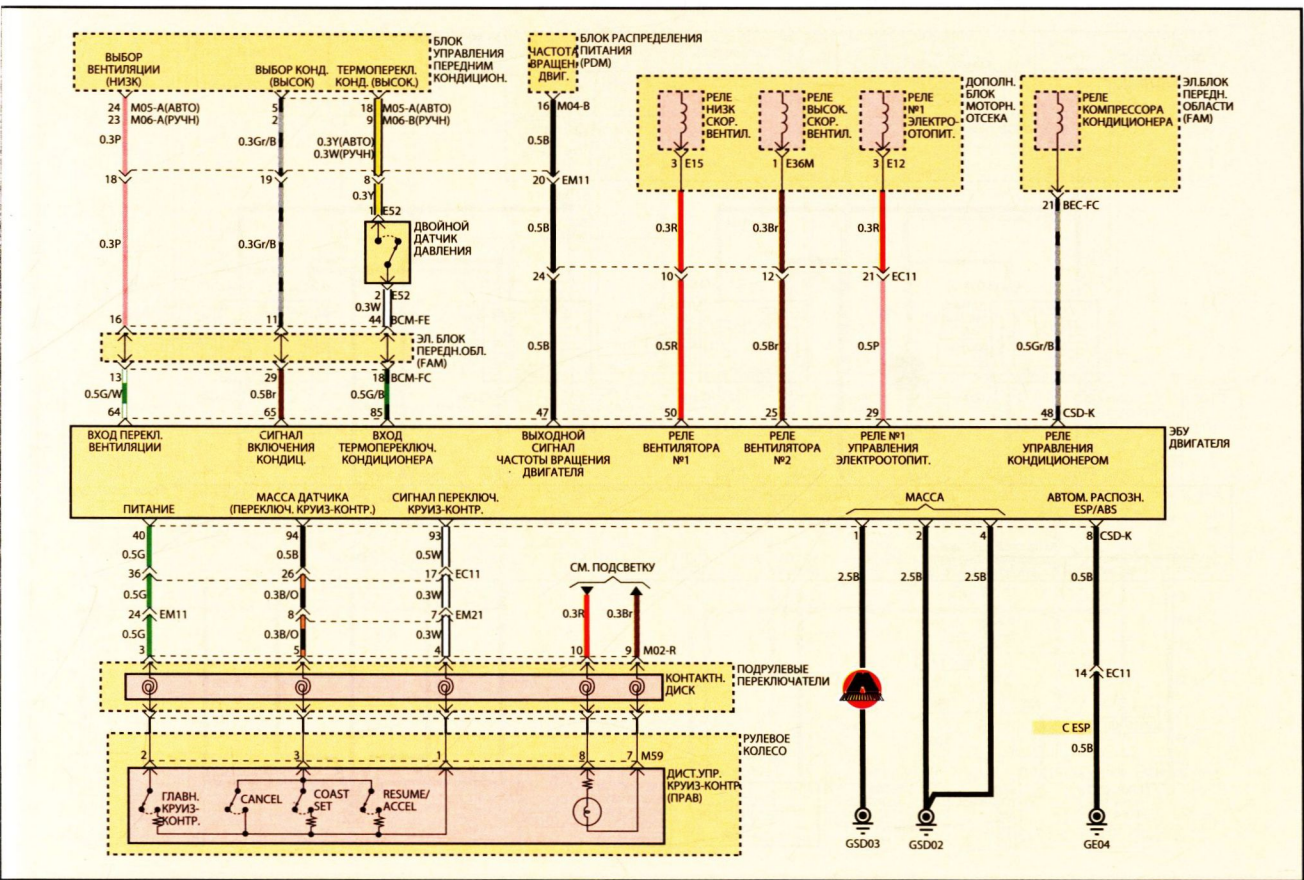 БЛОК
УПРАВЛЕНИЯ
ПЕРЕДНИМ
КОНДИЦИОН.
ВЫБОР
ВЕНТИЛЯЦИИ
(НИЗК)
ВЫБОР КОНД.
(ВЫСОК)
ТЕРМОПЕРЕКЛ.
КОНД. (ВЫСОК.)
ЧАСТОТА
ВРАЩЕН.
ДВИГ.
БЛОК РАСПРЕДЕЛЕНИЯ
ПИТАНИЯ
(PDM)
РЕЛЕ
НИЗК
СКОР.
ВЕНТИЛ.
РЕЛЕ
ВЫСОК.
СКОР.
ВЕНТИЛ.
РЕЛЕ
№1
ЭЛЕКТРО-
ОТОПИТ.
ДОПОЛН.
БЛОК
МОТОРН.
ОТСЕКА
РЕЛЕ
КОМПРЕССОРА
КОНДИЦИОНЕРА
ЭЛ.БЛОК
ПЕРЕДН.
ОБЛАСТИ
(FAM)
24 M05-A(АВТО)
23 M06-A(РУЧН)
5
2
18 M05-A(АВТО)
9 M06-B(РУЧН)
16 M04-B
3 E15
1 E36M
3 E12
21 BEC-FC
0.3P
0.3Gr/B
0.3Y(АВТО)
0.3W(РУЧН)
0.5B
18
19
8
20 EM11
0.3Y
1 E52
ДВОЙНОЙ
ДАТЧИК
ДАВЛЕНИЯ
0.3P
0.3Gr/B
0.5B
0.3R
0.3Br
0.3R
24
10
12
21 EC11
2 E52
0.3W
16
11
44 BCM-FE
ЭЛ. БЛОК
ПЕРЕДН.ОБЛ.
(FAM)
0.5B
0.5R
0.5Br
0.5P
0.5Gr/B
13
29
18 BCM-FC
0.5G/W
0.5Br
0.5G/B
64
65
85
47
50
25
29
48 CSD-K
ЭБУ
ДВИГАТЕЛЯ
ВХОД ПЕРЕКЛ.
ВЕНТИЛЯЦИИ
СИГНАЛ
ВКЛЮЧЕНИЯ
КОНДИЦ.
ВХОД
ТЕРМОПЕРЕКЛЮЧ.
КОНДИЦИОНЕРА
ВЫХОДНОЙ
СИГНАЛ
ЧАСТОТЫ ВРАЩЕНИЯ
ДВИГАТЕЛЯ
РЕЛЕ
ВЕНТИЛЯТОРА
№1
РЕЛЕ
ВЕНТИЛЯТОРА
№2
РЕЛЕ №1
УПРАВЛЕНИЯ
ЭЛЕКТРООТОПИТ.
РЕЛЕ
УПРАВЛЕНИЯ
КОНДИЦИОНЕРОМ
ПИТАНИЕ
МАССА ДАТЧИКА
(ПЕРЕКЛЮЧ. КРУИЗ-КОНТР.)
СИГНАЛ ПЕРЕКЛЮЧ.
КРУИЗ-КОНТР.
МАССА
АВТОМ. РАСПОЗН.
ESP/ABS
40
94
93
1
2
4
8 CSD-K
0.5G
0.5B
0.5W
36
26
17 EC11
СМ. ПОДСВЕТКУ
2.5B
2.5B
2.5B
0.5B
0.5G
0.3B/O
0.3W
24 EM11
8
7 EM21
0.3R
0.3Br
0.5G
0.3B/O
0.3W
3
5
4
10
9 M02-R
ПОДРУЛЕВЫЕ
ПЕРЕКЛЮЧАТЕЛИ
КОНТАКТН.
ДИСК
14 EC11
С ESP
0.5B
РУЛЕВОЕ
КОЛЕСО
2
3
1
8
7 M59
ДИСТ.УПР.
КРУИЗ-КОНТР.
(ПРАВ)
ГЛАВН.
КРУИЗ-
КОНТР.
CANCEL
COAST
SET
RESUME/
ACCEL
GSD03
GSD02
GE04